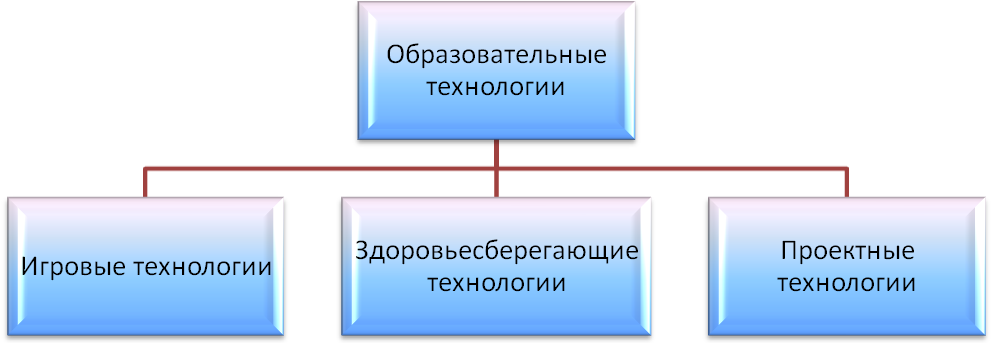 Образовательные
технологии
Игровые технологии
Здоровьесберегающие
технологии
Проектные
технологии